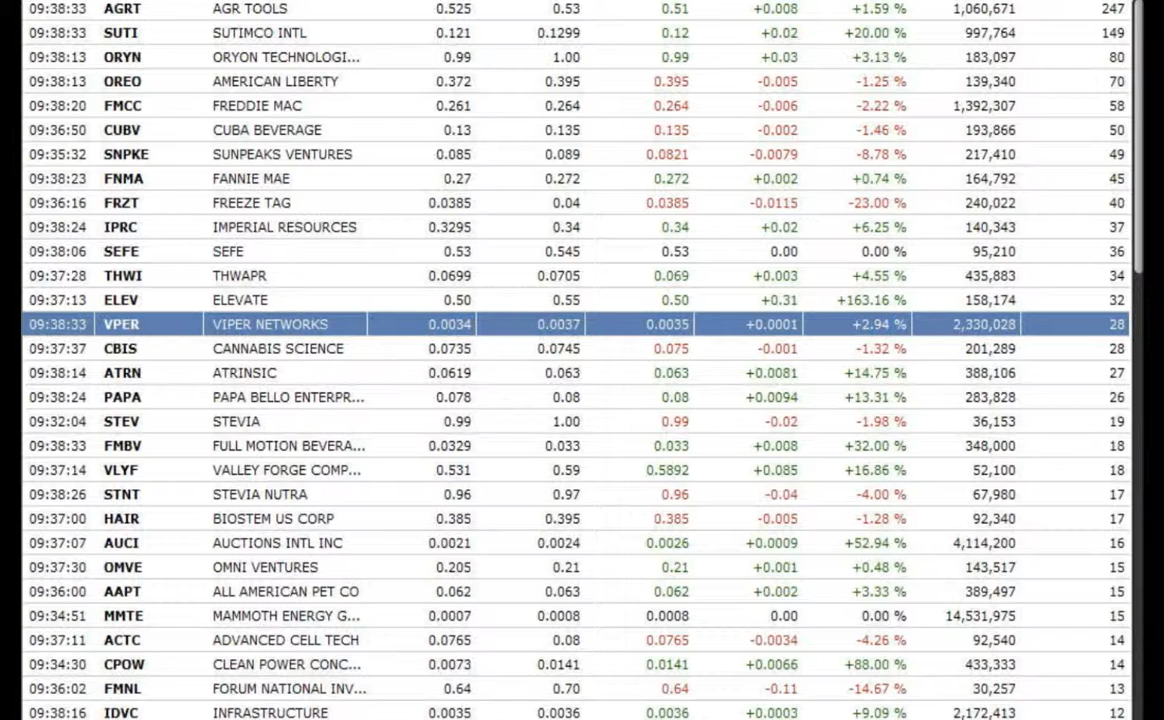 09:38:33 AGRT AGR TOOLS 0.525 0.53 0.51 +0.008 +1.59 % 1,060,671 247
09:38:33 SUTI SUTIMCO INTL 0.121 0.1299 0.12 +0.02 +20.00 % 997,764 149
09:38:13 ORYN ORYON TECHNOLOGI... 0.99 1.00 0.99 +0.03 +3.13 % 183,097 80
09:38:13 OREO AMERICAN LIBERTY 0.372 0.395 0.395 -0.005 -1.25 % 139,340 70
09:38:20 FMCC FREDDIE MAC 0.261 0.264 0.264 -0.006 -2.22 % 1,392,307 58
09:36:50 CUBV CUBA BEVERAGE 0.13 0.135 0.135 -0.002 -1.46 % 193,866 50
09:35:32 SNPKE SUNPEAKS VENTURES 0.085 0.089 0.0821 -0.0079 -8.78 % 217,410 49
09:38:23 FNMA FANNIE MAE 0.27 0.272 0.272 +0.002 +0.74 % 164,792 45
09:36:16 FRZT FREEZE TAG 0.0385 0.04 0.0385 -0.0115 -23.00 % 240,022 40
09:38:24 IPRC IMPERIAL RESOURCES 0.3295 0.34 0.34 +0.02 +6.25 % 140,343 37
09:38:06 SEFE SEFE 0.53 0.545 0.53 0.00 0.00 % 95,210 36
09:37:28 THWI THWAPR 0.0699 0.0705 0.069 +0.003 +4.55 % 435,883 34
09:37:13 ELEV ELEVATE 0.50 0.55 0.50 +0.31 +163.16 % 158,174 32
09:38:33 VPER VIPER NETWORKS 0.0034 0.0037 0.0035 +0.0001 +2.94 % 2,330,028 28
09:37:37 CBIS CANNABIS SCIENCE 0.0735 0.0745 0.075 -0.001 -1.32 % 201,289 28
09:38:14 ATRN ATRINSIC 0.0619 0.063 0.063 +0.0081 +14.75 % 388,106 27
09:38:24 PAPA PAPA BELLO ENTERPR... 0.078 0.08 0.08 +0.0094 +13.31 % 283,828 26
09:32:04 STEV STEVIA 0.99 1.00 0.99 -0.02 -1.98 % 36,153 19
09:38:33 FMBV FULL MOTION BEVERA... 0.0329 0.033 0.033 +0.008 +32.00 % 348,000 18
09:37:14 VLYF VALLEY FORGE COMP... 0.531 0.59 0.5892 +0.085 +16.86 % 52,100 18
09:38:26 STNT STEVIA NUTRA 0.96 0.97 0.96 -0.04 -4.00 % 67,980 17
09:37:00 HAIR BIOSTEM US CORP 0.385 0.395 0.385 -0.005 -1.28 % 92,340 17
09:37:07 AUCI AUCTIONS INTL INC 0.0021 0.0024 0.0026 +0.0009 +52.94 % 4,114,200 16
09:37:30 OMVE OMNI VENTURES 0.205 0.21 0.21 +0.001 +0.48 % 143,517 15
09:36:00 AAPT ALL AMERICAN PET CO 0.062 0.063 0.062 +0.002 +3.33 % 389,497 15
09:34:51 MMTE MAMMOTH ENERGY G... 0.0007 0.0008 0.0008 0.00 0.00 % 14,531,975 15
09:37:11 ACTC ADVANCED CELL TECH 0.0765 0.08 0.0765 -0.0034 -4.26 % 92,540 14
09:34:30 CPOW CLEAN POWER CONC... 0.0073 0.0141 0.0141 +0.0066 +88.00 % 433,333 14
09:36:02 FMNL FORUM NATIONAL INV... 0.64 0.70 0.64 -0.11 -14.67 % 30,257 13
09:38:16 IDVC INFRASTRUCTURE 0.0035 0.0036 0.0036 +0.0003 +9.09 % 2,172,413 12